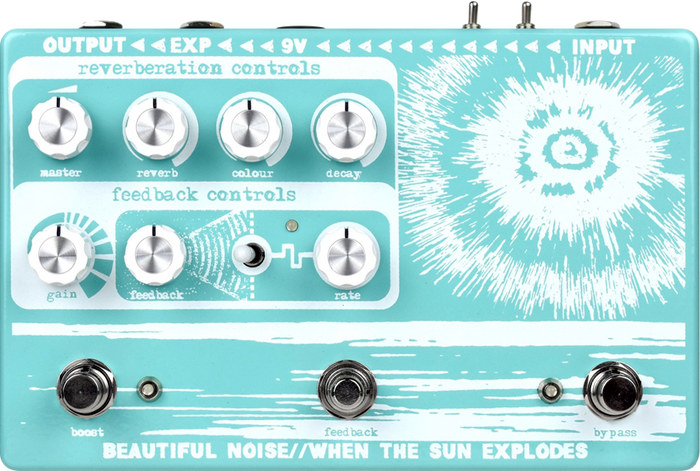 OUTPUT EXP 9V INPUT
reverberation controls
master reverb colour decay
feedback controls
gain feedback rate
boost feedback bypass
BEAUTIFUL NOISE//WHEN THE SUN EXPLODES